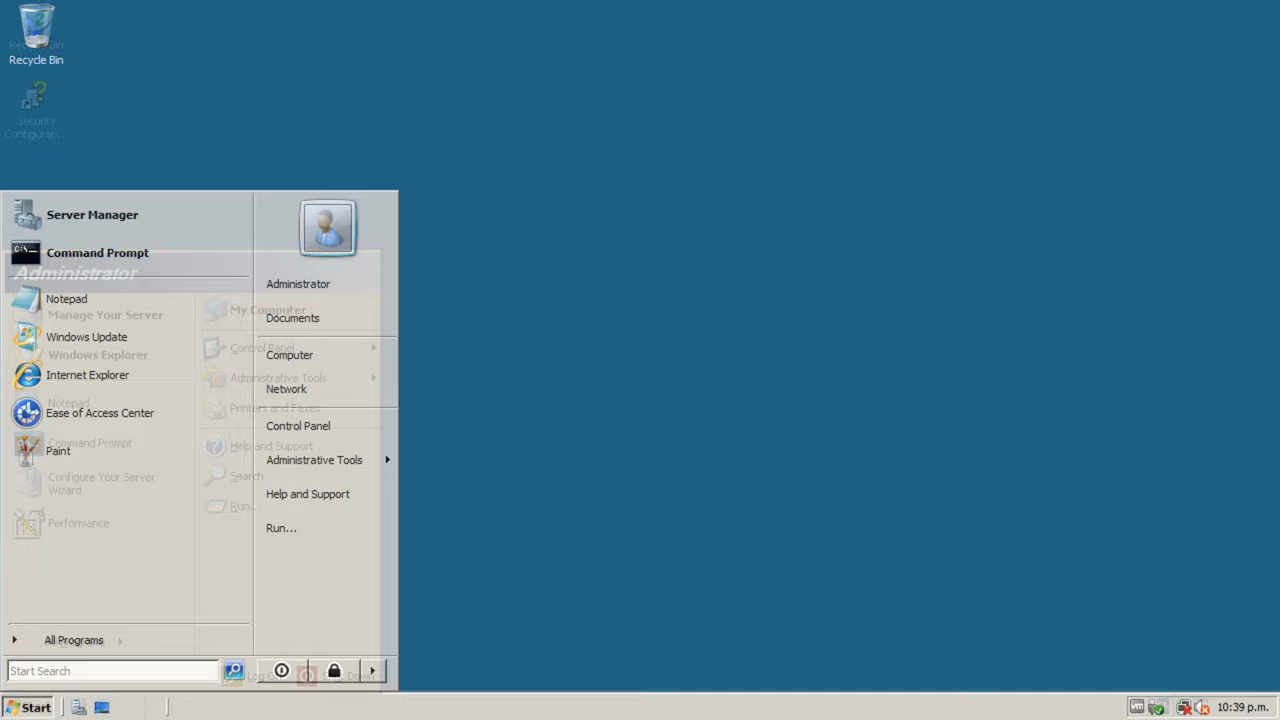 Recycle Bin
Recycle Bin
Security
Configurati...
Server Manager
Command Prompt
Administrator
Notepad
Manage Your Server
Windows Update
Windows Explorer
Internet Explorer
Notepad
Ease of Access Center
Command Prompt
Paint
Configure Your Server
Wizard
Performance
All Programs
Start Search
Administrator
My Computer
Documents
Control Panel
Computer
Administrative Tools
Network
Printers and Faxes
Control Panel
Help and Support
Administrative Tools
Search
Help and Support
Run...
Run...
Start
10:39 p.m.